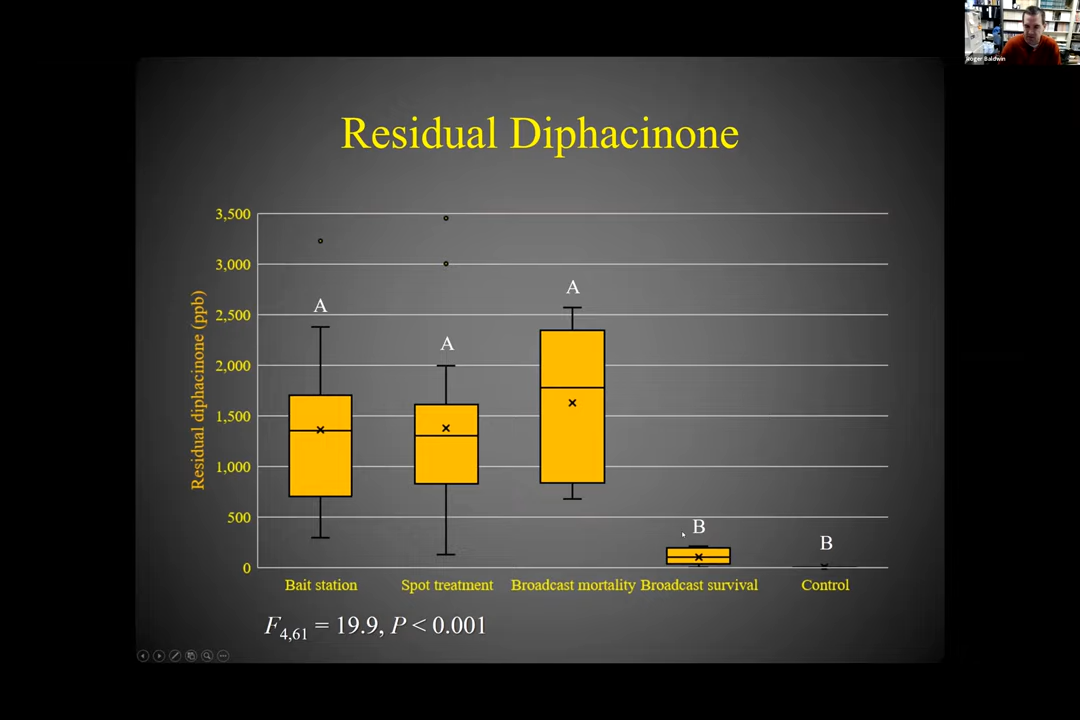 Roger Baldwin
Residual Diphacinone
3,500
3,000
2,500
2,000
1,500
1,000
500
0
Residual diphacinone (ppb)
A
A
A
B
B
Bait station
Spot treatment
Broadcast mortality
Broadcast survival
Control
F4,61 = 19.9, P < 0.001